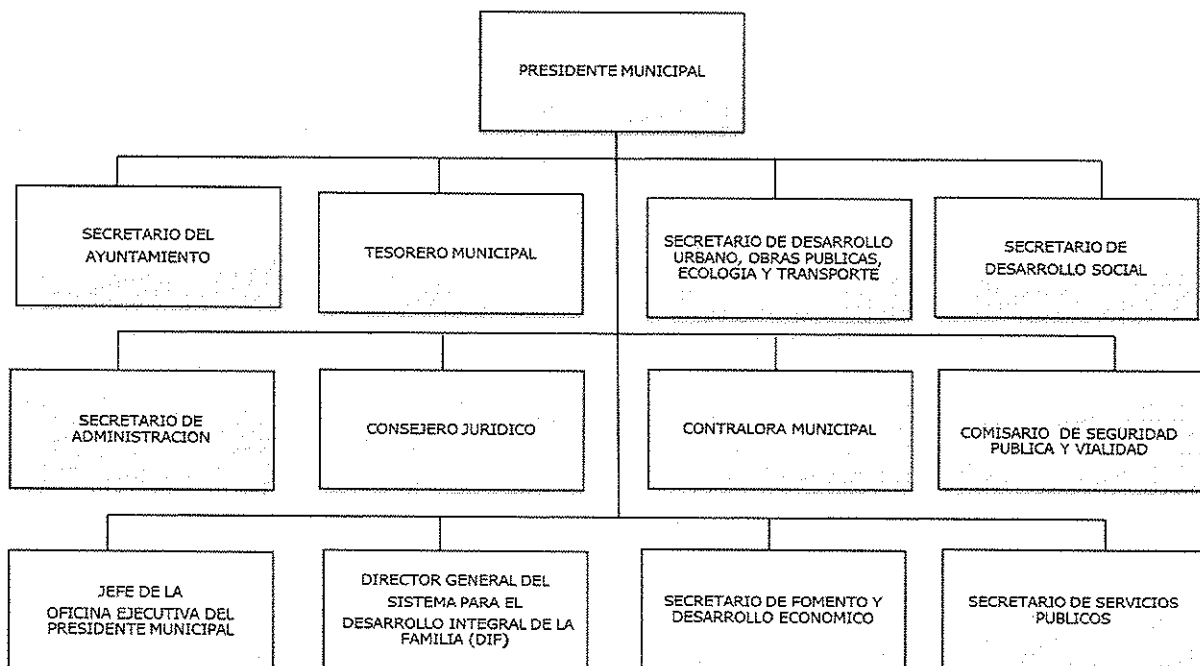 PRESIDENTE MUNICIPAL
SECRETARIO DEL
AYUNTAMIENTO
TESORERO MUNICIPAL
SECRETARIO DE DESARROLLO
URBANO, OBRAS PUBLICAS,
ECOLOGIA Y TRANSPORTE
SECRETARIO DE
DESARROLLO SOCIAL
SECRETARIO DE
ADMINISTRACION
CONSEJERO JURIDICO
CONTRALORA MUNICIPAL
COMISARIO DE SEGURIDAD
PUBLICA Y VIALIDAD
JEFE DE LA
OFICINA EJECUTIVA DEL
PRESIDENTE MUNICIPAL
DIRECTOR GENERAL DEL
SISTEMA PARA EL
DESARROLLO INTEGRAL DE LA
FAMILIA (DIF)
SECRETARIO DE FOMENTO Y
DESARROLLO ECONOMICO
SECRETARIO DE SERVICIOS
PUBLICOS